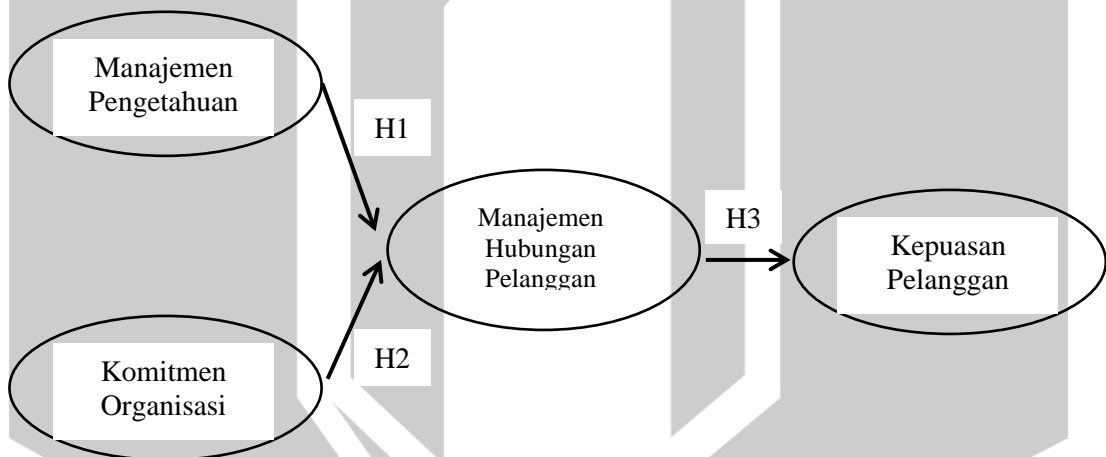 Manajemen
Pengetahuan
H1
Manajemen
Hubungan
Pelanggan
H3
Kepuasan
Pelanggan
H2
Komitmen
Organisasi